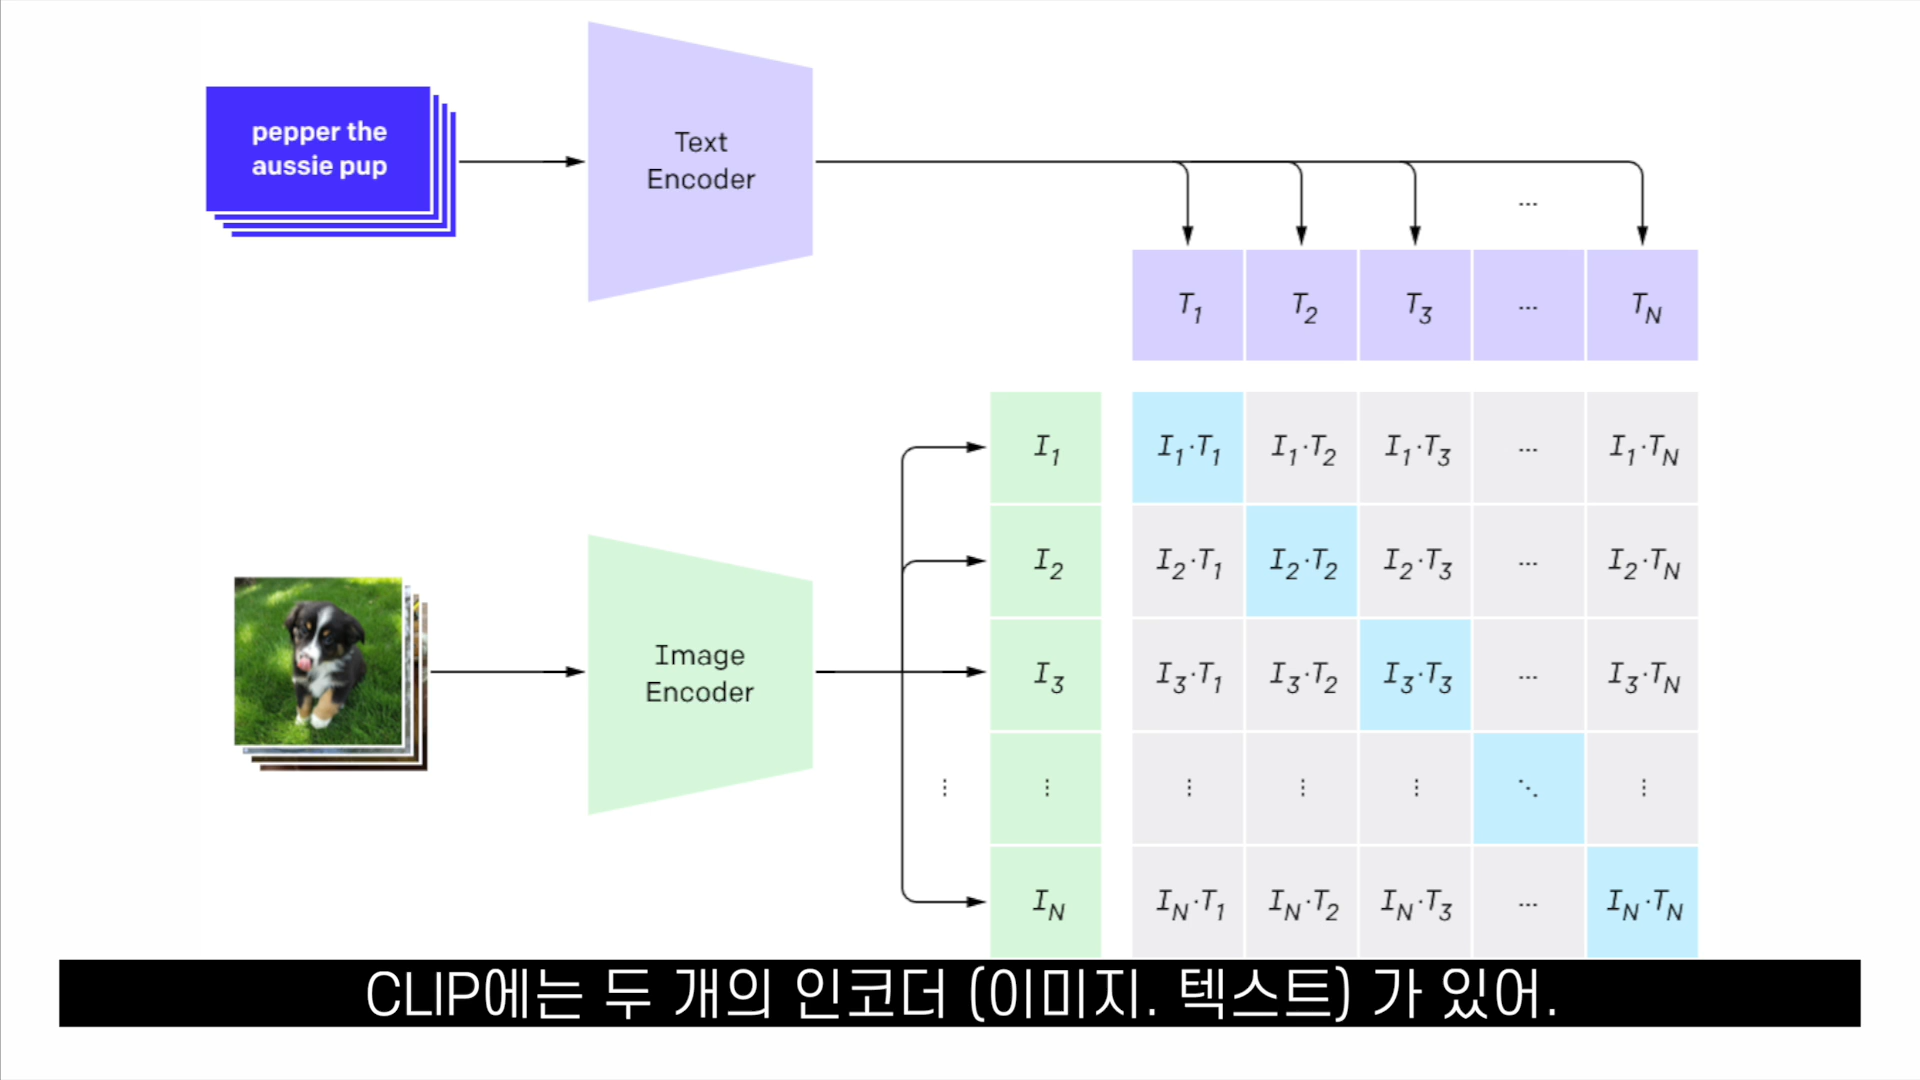 pepper the
aussie pup
Text
Encoder
...
T1 T2 T3 ... TN
Image
Encoder
I1 I1·T1 I1·T2 I1·T3 ... I1·TN
I2 I2·T1 I2·T2 I2·T3 ... I2·TN
I3 I3·T1 I3·T2 I3·T3 ... I3·TN
⋮ ⋮ ⋮ ⋮ ⋮ ⋱ ⋮
IN IN·T1 IN·T2 IN·T3 ... IN·TN
CLIP에는 두 개의 인코더 (이미지. 텍스트) 가 있어.